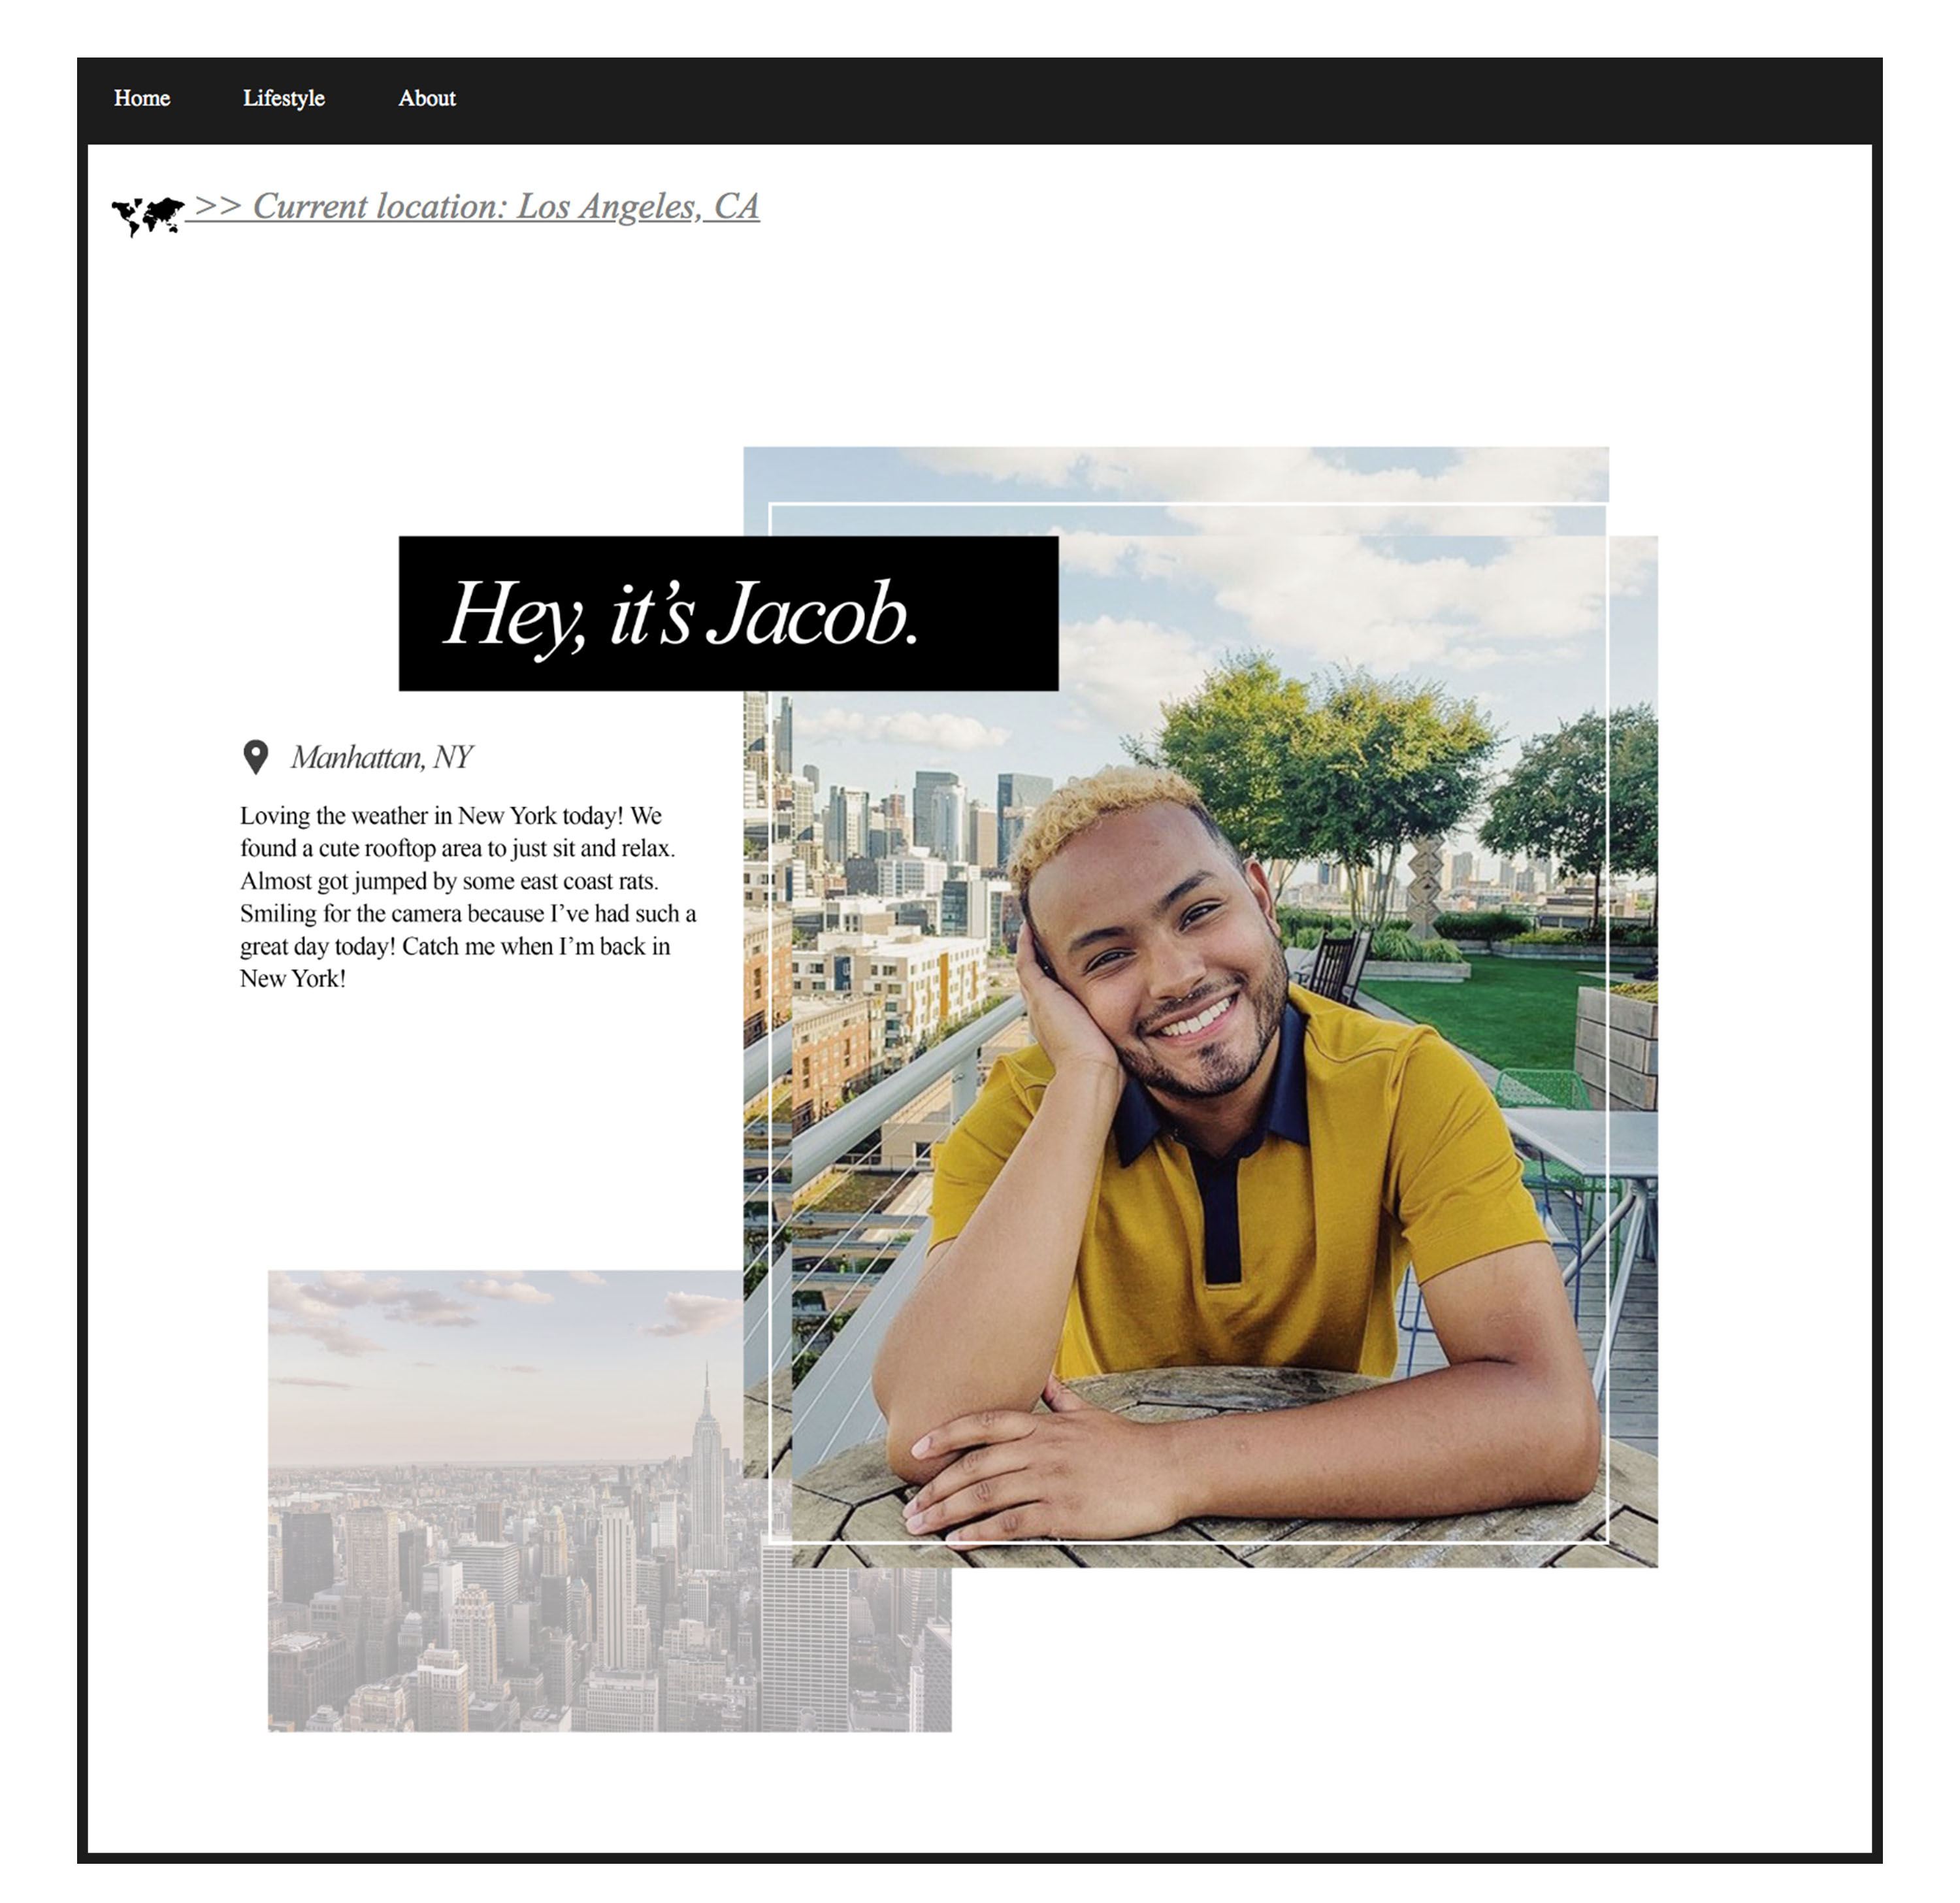 Home Lifestyle About
>> Current location: Los Angeles, CA
Hey, it’s Jacob.
Manhattan, NY
Loving the weather in New York today! We
found a cute rooftop area to just sit and relax.
Almost got jumped by some east coast rats.
Smiling for the camera because I’ve had such a
great day today! Catch me when I’m back in
New York!